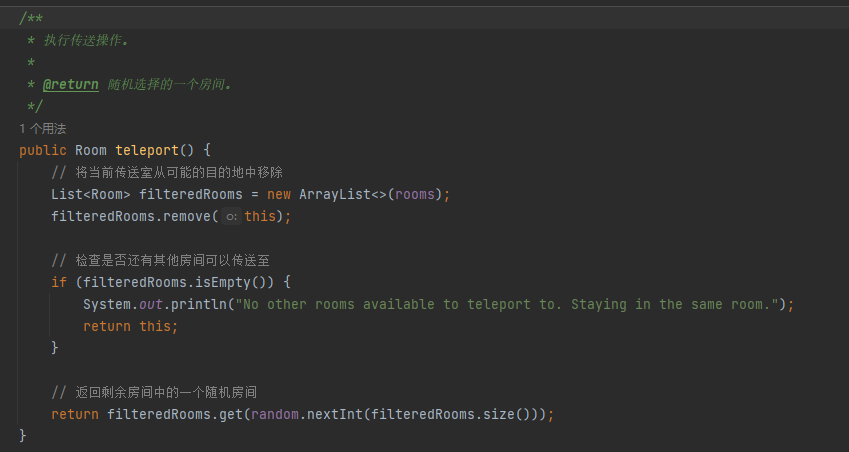 /**
 * 执行传送操作.
 *
 * @return 随机选择的一个房间.
 */
1 个用法
public Room teleport() {
    // 将当前传送室从可能的目的地中移除
    List<Room> filteredRooms = new ArrayList<>(rooms);
    filteredRooms.remove( o: this);

    // 检查是否还有其他房间可以传送至
    if (filteredRooms.isEmpty()) {
        System.out.println("No other rooms available to teleport to. Staying in the same room.");
        return this;
    }

    // 返回剩余房间中的一个随机房间
    return filteredRooms.get(random.nextInt(filteredRooms.size()));
}